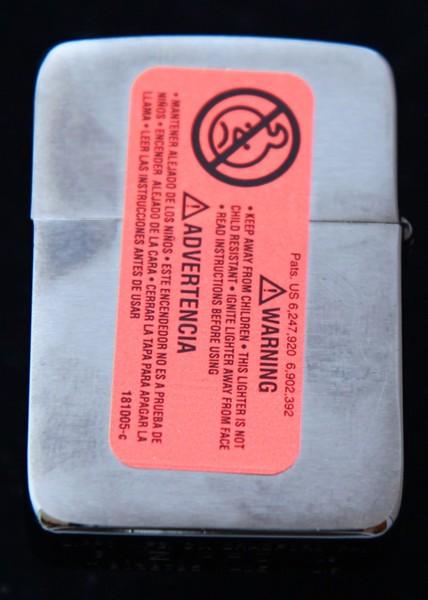 Pats. US 6,247,920 6,902,392
⚠WARNING
• KEEP AWAY FROM CHILDREN • THIS LIGHTER IS NOT
CHILD RESISTANT • IGNITE LIGHTER AWAY FROM FACE
• READ INSTRUCTIONS BEFORE USING
⚠ADVERTENCIA
• MANTENER ALEJADO DE LOS NIÑOS • ESTE ENCENDEDOR NO ES A PRUEBA DE
NIÑOS • ENCENDER ALEJADO DE LA CARA • CERRAR LA TAPA PARA APAGAR LA
LLAMA • LEER LAS INSTRUCCIONES ANTES DE USAR
181005-c